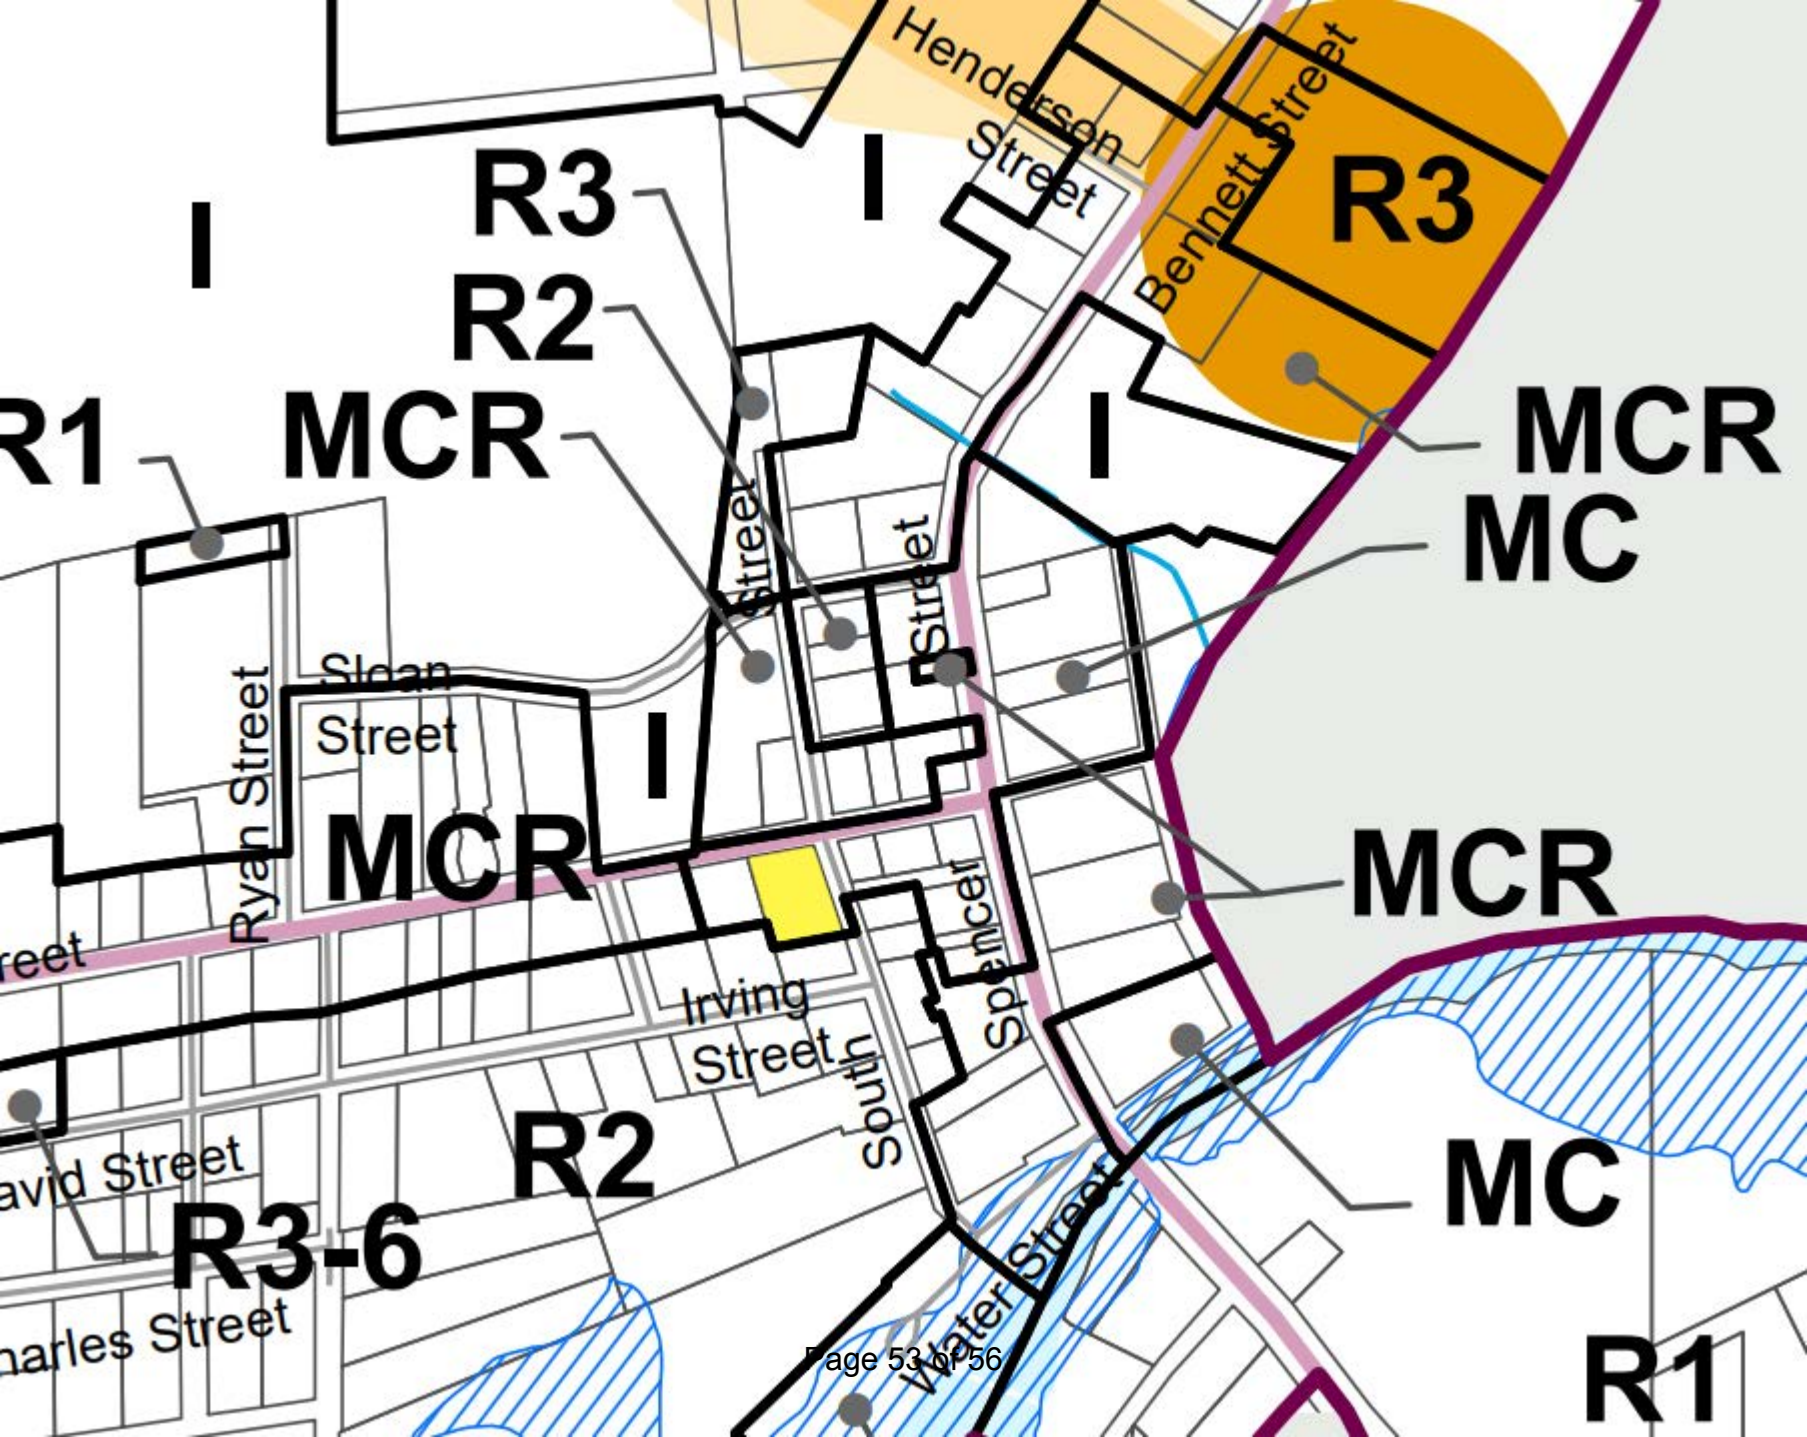 Henderson
Street
Bennett Street
R3
I
I
R3
R2
R1
MCR
I
MCR
MC
Street
Street
Sloan
Street
Ryan Street
I
MCR
MCR
reet
Spencer
Irving
Street
South
R2
MC
avid Street
R3-6
Water Street
harles Street
Page 53 of 56
R1